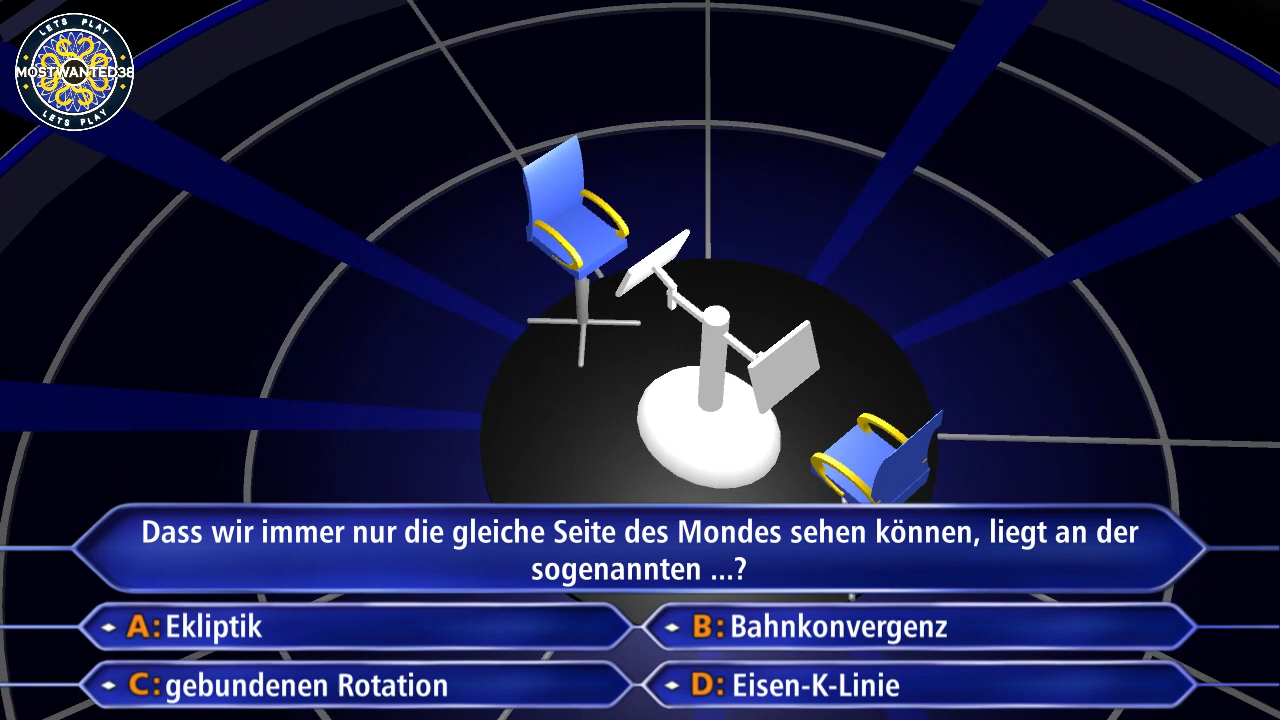 LETS PLAY
MOSTWANTED38
LETS PLAY
Dass wir immer nur die gleiche Seite des Mondes sehen können, liegt an der
sogenannten ...?
A: Ekliptik
B: Bahnkonvergenz
C: gebundenen Rotation
D: Eisen-K-Linie